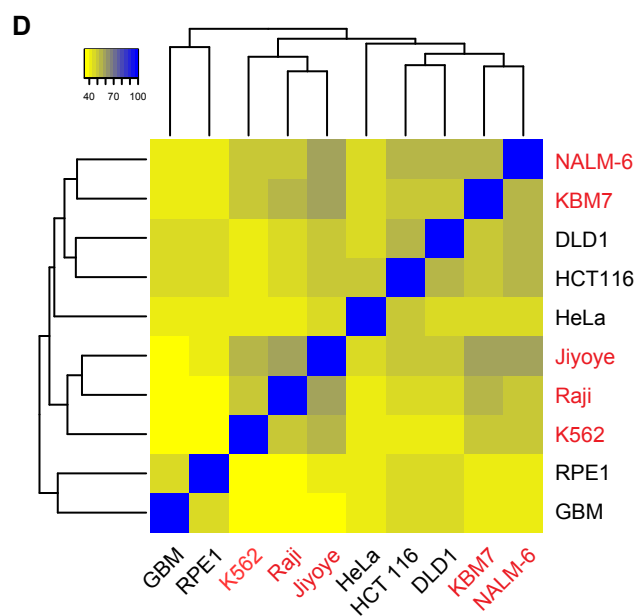 D
40 70 100
NALM-6
KBM7
DLD1
HCT116
HeLa
Jiyoye
Raji
K562
RPE1
GBM
GBM RPE1 K562 Raji Jiyoye HeLa HCT 116 DLD1 KBM7 NALM-6